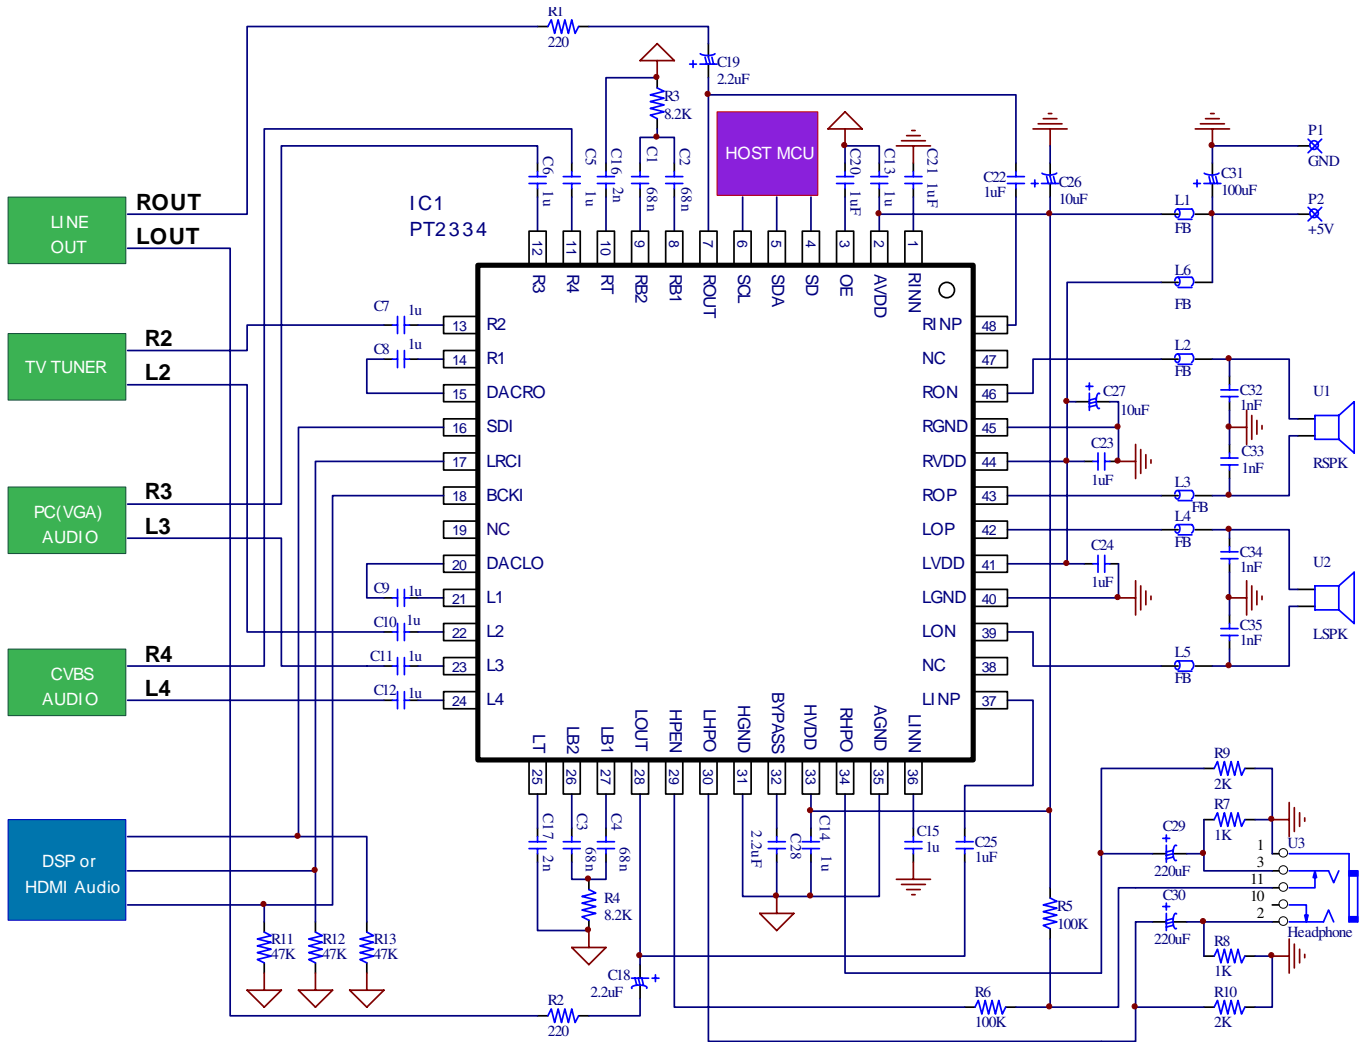 R1
220
C19
2.2uF
R3
8.2K
HOST MCU
P1
GND
P2
+5V
C6
1u
C5
1u
C16
2n
C1
68n
C2
68n
C20
1uF
C13
1u
C21
1uF
C22
1uF
C26
10uF
C31
100uF
L1
FB
L6
FB
LINE
OUT
ROUT
LOUT
IC1
PT2334
12
11
10
9
8
7
6
5
4
3
2
1
R3
R4
RT
RB2
RB1
ROUT
SCL
SDA
SD
OE
AVDD
RINN
TV TUNER
R2
L2
PC(VGA)
AUDIO
R3
L3
CVBS
AUDIO
R4
L4
DSP or
HDMI Audio
C7
1u
C8
1u
C9
1u
C10
1u
C11
1u
C12
1u
13 R2
14 R1
15 DACRO
16 SDI
17 LRCI
18 BCKI
19 NC
20 DACLO
21 L1
22 L2
23 L3
24 L4
RINP 48
NC 47
RON 46
RGND 45
RVDD 44
ROP 43
LOP 42
LVDD 41
LGND 40
LON 39
NC 38
LINP 37
LT
LB2
LB1
LOUT
HPEN
LHPO
HGND
BYPASS
HVDD
RHPO
AGND
LINN
25
26
27
28
29
30
31
32
33
34
35
36
C27
10uF
C23
1uF
C24
1uF
L2
FB
L3
FB
L4
FB
L5
FB
C32
1nF
C33
1nF
C34
1nF
C35
1nF
U1
RSPK
U2
LSPK
C17
2n
C3
68n
C4
68n
R4
8.2K
C28
2.2uF
C14
1u
C15
1u
C25
1uF
R11
47K
R12
47K
R13
47K
C18
2.2uF
R2
220
R5
100K
R6
100K
R9
2K
R7
1K
C29
220uF
C30
220uF
R8
1K
R10
2K
U3
1
3
11
10
2
Headphone